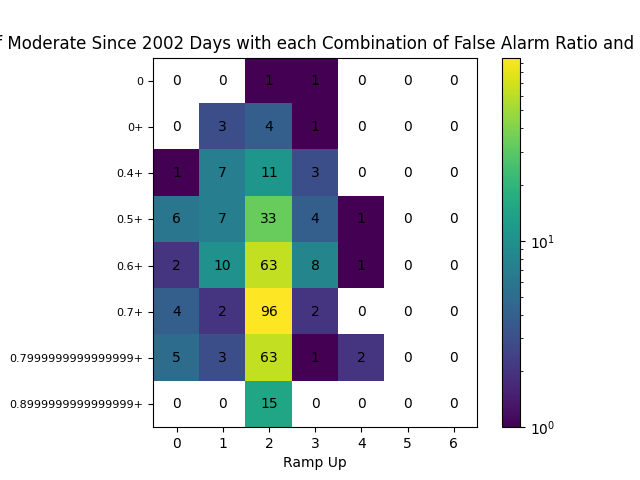 f Moderate Since 2002 Days with each Combination of False Alarm Ratio and
0 0 0 1 1 0 0 0
0+ 0 3 4 1 0 0 0
0.4+ 1 7 11 3 0 0 0
0.5+ 6 7 33 4 1 0 0
0.6+ 2 10 63 8 1 0 0
0.7+ 4 2 96 2 0 0 0
0.7999999999999999+ 5 3 63 1 2 0 0
0.8999999999999999+ 0 0 15 0 0 0 0
0 1 2 3 4 5 6
Ramp Up
10¹
10⁰